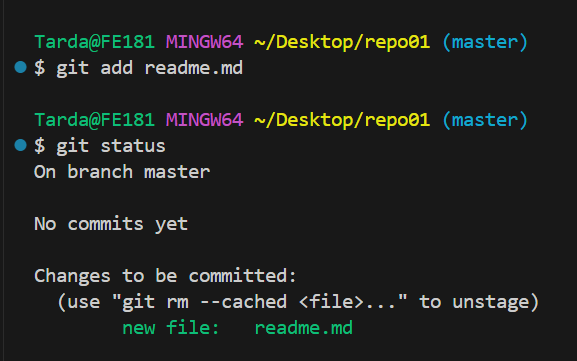 Tarda@FE181 MINGW64 ~/Desktop/repo01 (master)
$ git add readme.md
Tarda@FE181 MINGW64 ~/Desktop/repo01 (master)
$ git status
On branch master
No commits yet
Changes to be committed:
  (use "git rm --cached <file>..." to unstage)
        new file:   readme.md